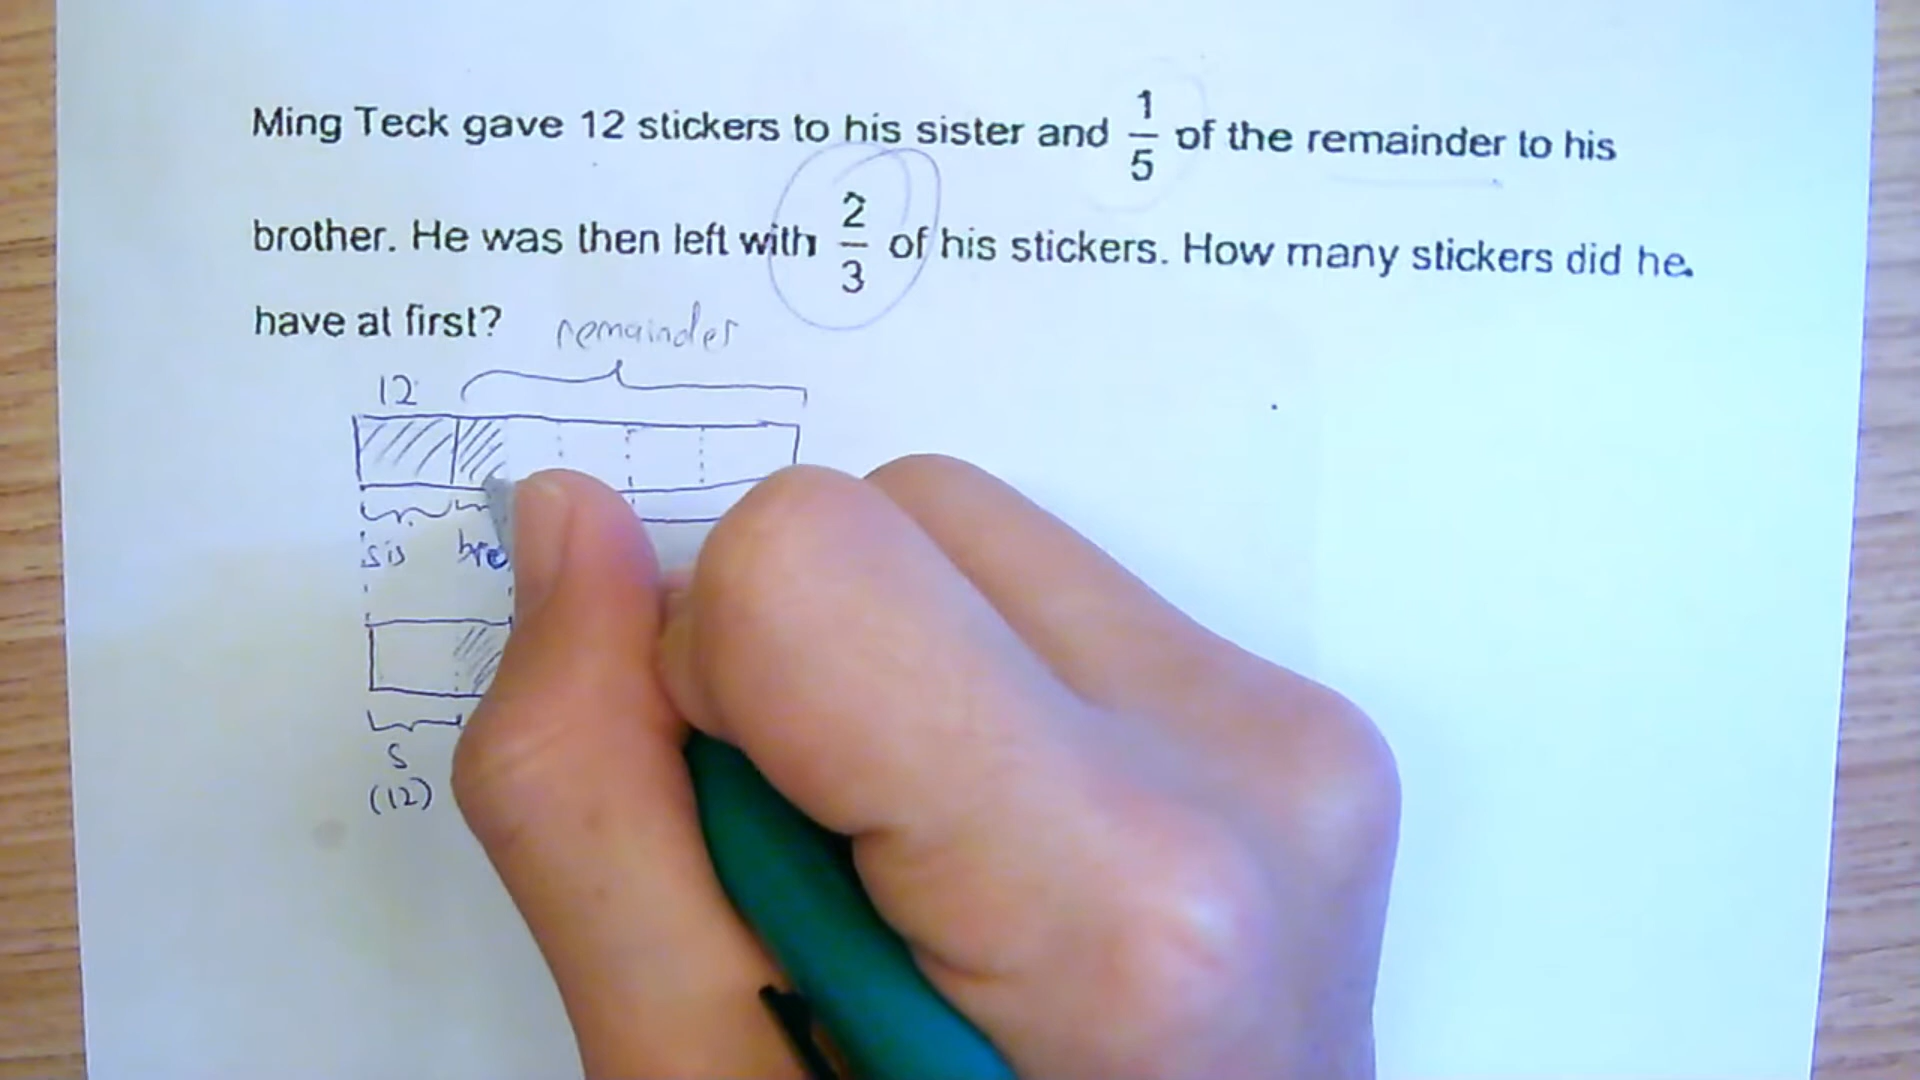 Ming Teck gave 12 stickers to his sister and 1/5 of the remainder to his
brother. He was then left with 2/3 of his stickers. How many stickers did he
have at first?
remainder
12
sis bro
S
(12)